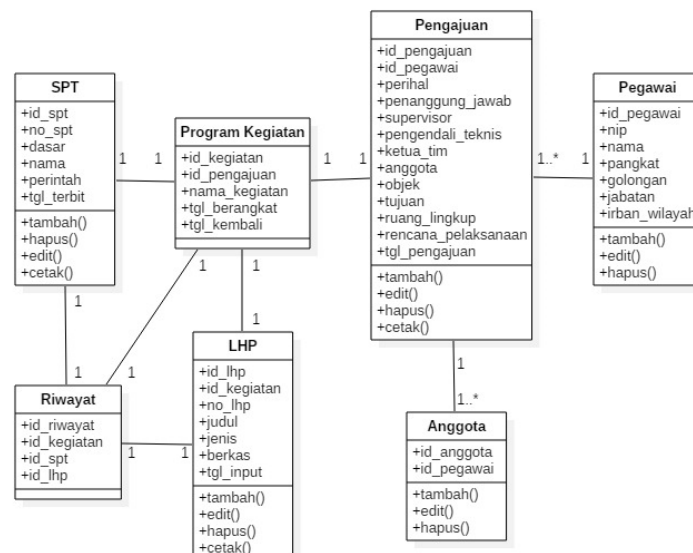 Pengajuan
+id_pengajuan
+id_pegawai
+perihal
+penanggung_jawab
+supervisor
+pengendali_teknis
+ketua_tim
+anggota
+objek
+tujuan
+ruang_lingkup
+rencana_pelaksanaan
+tgl_pengajuan
+tambah()
+edit()
+hapus()
+cetak()
SPT
+id_spt
+no_spt
+dasar
+nama
+perintah
+tgl_terbit
+tambah()
+hapus()
+edit()
+cetak()
1
1
Program Kegiatan
+id_kegiatan
+id_pengajuan
+nama_kegiatan
+tgl_berangkat
+tgl_kembali
1
1
1..*
1
Pegawai
+id_pegawai
+nip
+nama
+pangkat
+golongan
+jabatan
+irban_wilayah
+tambah()
+edit()
+hapus()
1
1
1
1
1
1
LHP
+id_lhp
+id_kegiatan
+no_lhp
+judul
+jenis
+berkas
+tgl_input
+tambah()
+edit()
+hapus()
+cetak()
Riwayat
+id_riwayat
+id_kegiatan
+id_spt
+id_lhp
1
1
1
1..*
Anggota
+id_anggota
+id_pegawai
+tambah()
+edit()
+hapus()